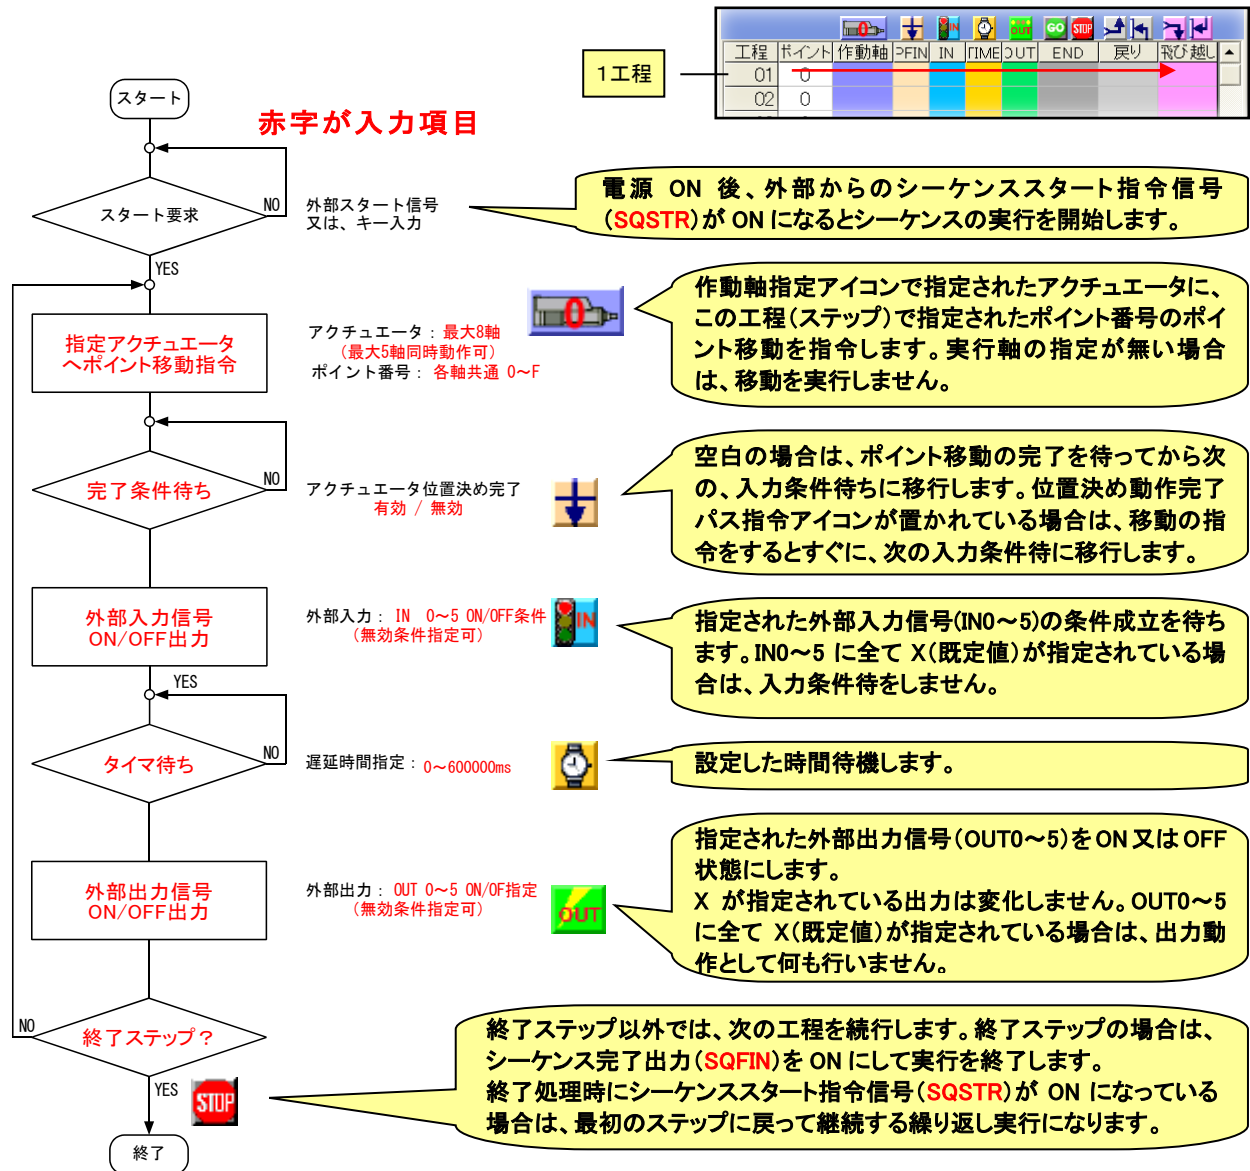 工程 ポイント 作動軸 PFIN IN TIME OUT END 戻り 飛び越し
01 0
02 0
GO STOP
1工程
スタート
赤字が入力項目
スタート要求
NO
外部スタート信号
又は、キー入力
電源 ON 後、外部からのシーケンススタート指令信号
(SQSTR)が ON になるとシーケンスの実行を開始します。
YES
指定アクチュエータ
へポイント移動指令
アクチュエータ：最大8軸
(最大5軸同時動作可)
ポイント番号：各軸共通 0～F
0
作動軸指定アイコンで指定されたアクチュエータに、
この工程(ステップ)で指定されたポイント番号のポイ
ント移動を指令します。実行軸の指定が無い場合
は、移動を実行しません。
完了条件待ち
NO
アクチュエータ位置決め完了
有効 / 無効
空白の場合は、ポイント移動の完了を待ってから次
の、入力条件待ちに移行します。位置決め動作完了
パス指令アイコンが置かれている場合は、移動の指
令をするとすぐに、次の入力条件待に移行します。
外部入力信号
ON/OFF出力
外部入力：IN 0～5 ON/OFF条件
(無効条件指定可)
IN
指定された外部入力信号(IN0～5)の条件成立を待ち
ます。IN0～5 に全て X(既定値)が指定されている場
合は、入力条件待をしません。
YES
タイマ待ち
NO
遅延時間指定：0～600000ms
設定した時間待機します。
外部出力信号
ON/OFF出力
外部出力：OUT 0～5 ON/OF指定
(無効条件指定可)
OUT
指定された外部出力信号(OUT0～5)をON又はOFF
状態にします。
X が指定されている出力は変化しません。OUT0～5
に全て X(既定値)が指定されている場合は、出力動
作として何も行いません。
NO
終了ステップ？
YES
STOP
終了ステップ以外では、次の工程を続行します。終了ステップの場合は、
シーケンス完了出力(SQFIN)を ON にして実行を終了します。
終了処理時にシーケンススタート指令信号(SQSTR)が ON になっている
場合は、最初のステップに戻って継続する繰り返し実行になります。
終了